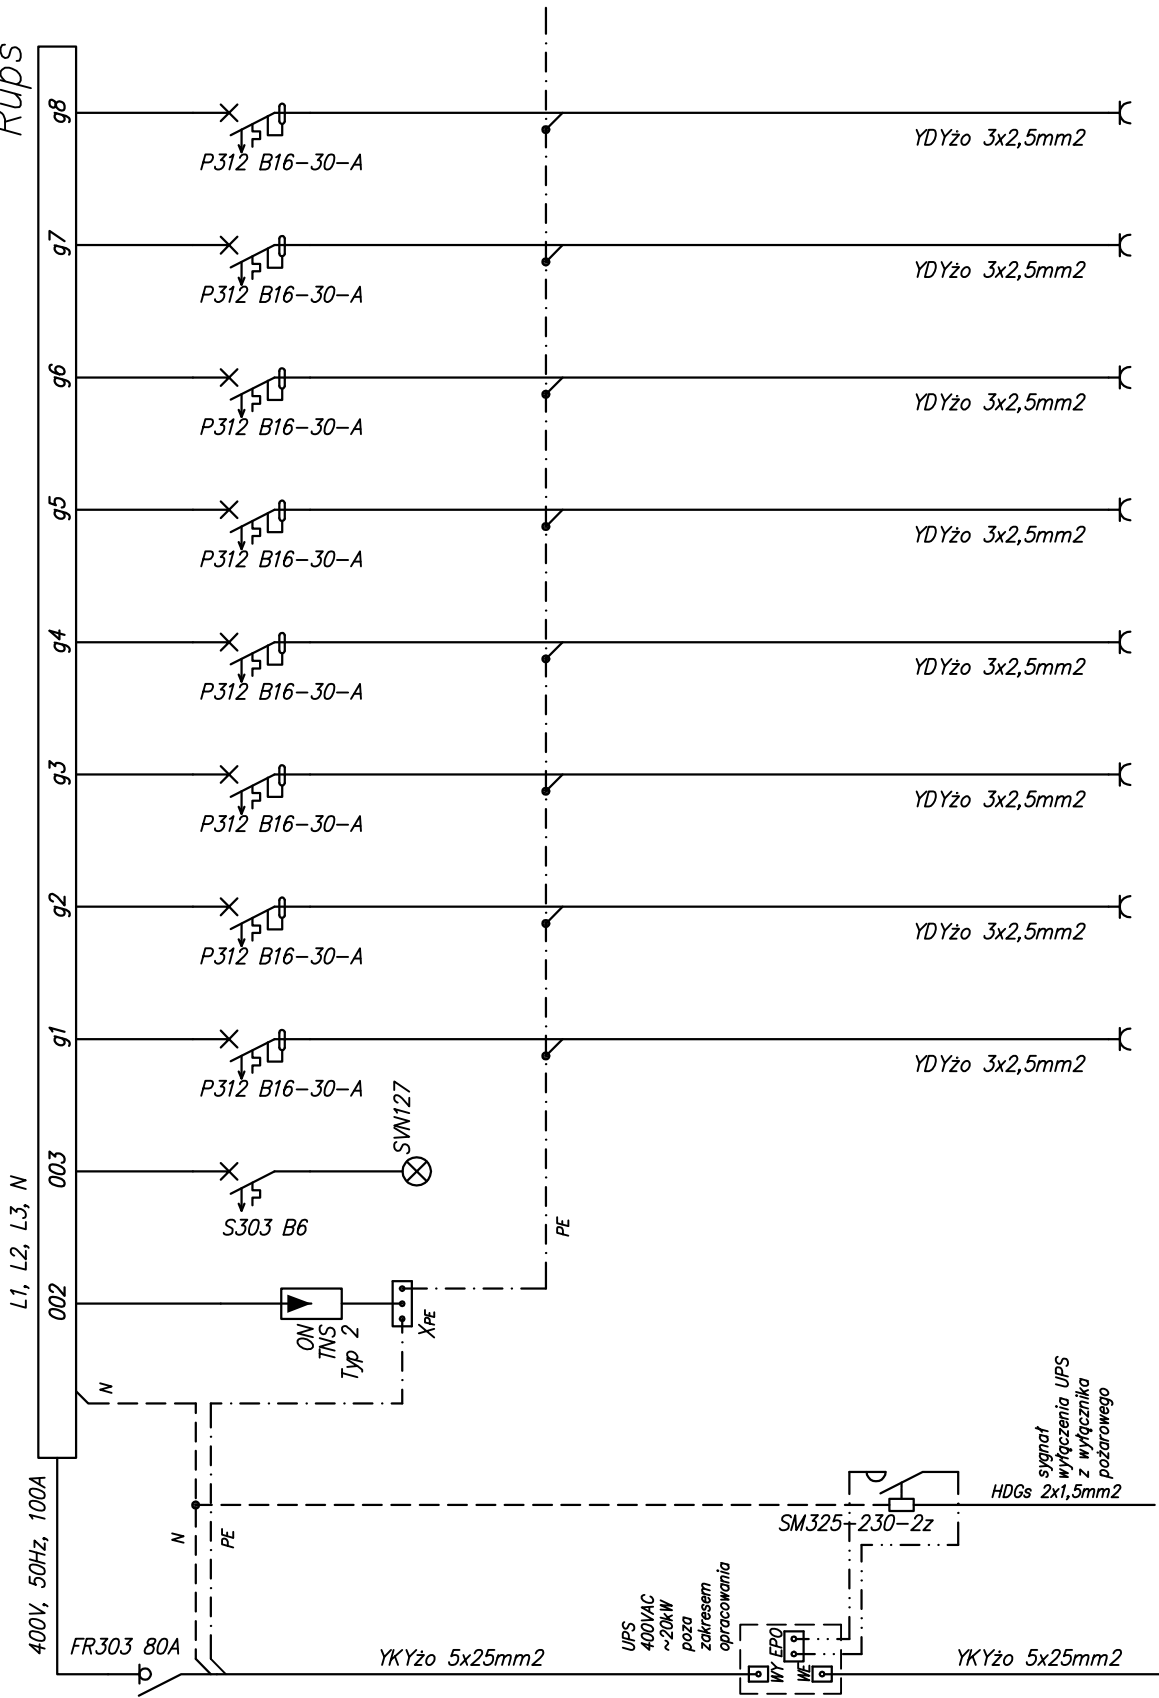 Rups
g8
P312 B16-30-A
YDYżo 3x2,5mm2
g7
P312 B16-30-A
YDYżo 3x2,5mm2
g6
P312 B16-30-A
YDYżo 3x2,5mm2
g5
P312 B16-30-A
YDYżo 3x2,5mm2
g4
P312 B16-30-A
YDYżo 3x2,5mm2
g3
P312 B16-30-A
YDYżo 3x2,5mm2
g2
P312 B16-30-A
YDYżo 3x2,5mm2
g1
P312 B16-30-A
YDYżo 3x2,5mm2
003
S303 B6
SVN127
L1, L2, L3, N
002
ON
TNS
Typ 2
XPE
PE
N
400V, 50Hz, 100A
N
PE
FR303 80A
YKYżo 5x25mm2
UPS
400VAC
~20kW
poza
zakresem
opracowania
WY
EPO
WE
YKYżo 5x25mm2
SM325-230-2z
sygnał
wyłączenia UPS
z wyłącznika
pożarowego
HDGs 2x1,5mm2